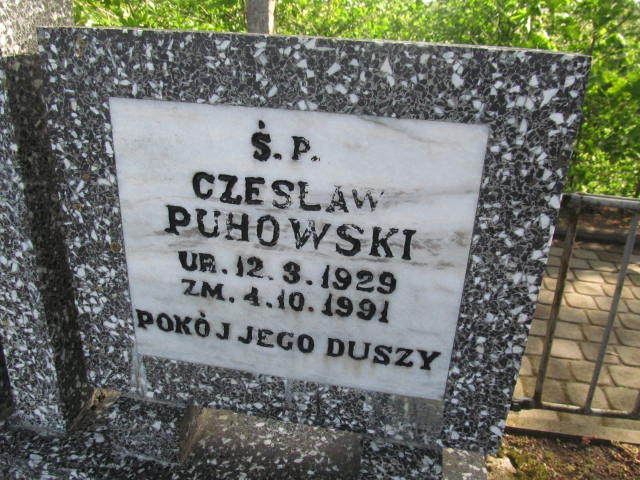 Ś.P.
CZESŁAW
PUHOWSKI
UR. 12.3.1929
ZM. 4.10.1991
POKÓJ JEGO DUSZY